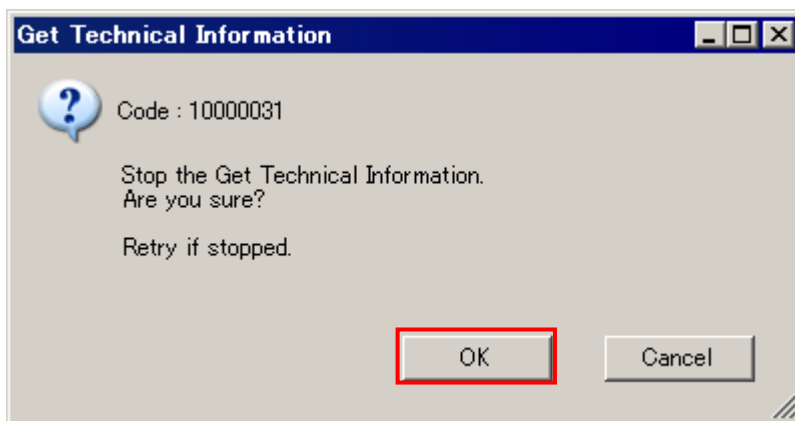 Get Technical Information
Code : 10000031
Stop the Get Technical Information.
Are you sure?
Retry if stopped.
OK
Cancel